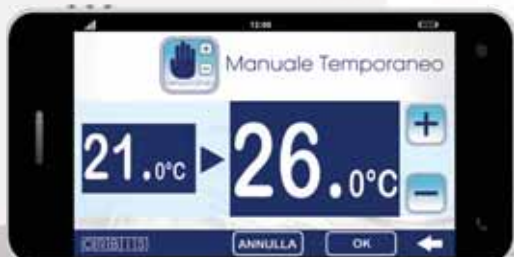 12:00
Manuale Temporaneo
21.0°C
26.0°C
+
−
ANNULLA OK